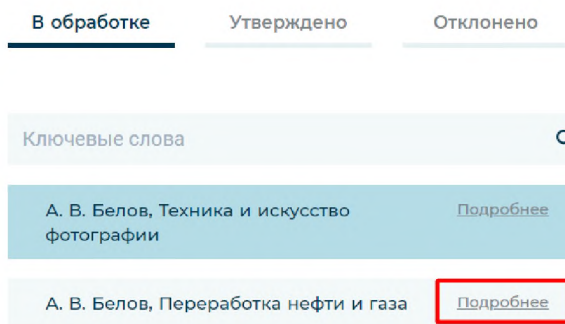 В обработке Утверждено Отклонено
Ключевые слова
А. В. Белов, Техника и искусство Подробнее
фотографии
А. В. Белов, Переработка нефти и газа Подробнее